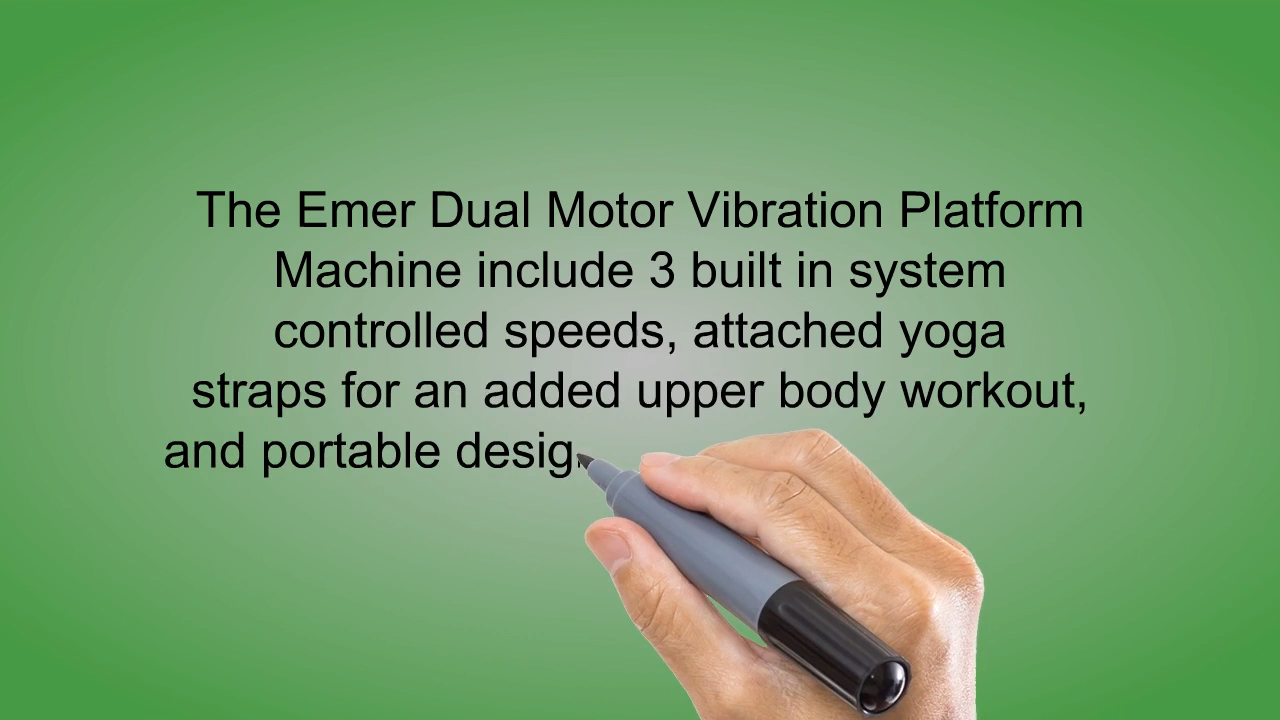 The Emer Dual Motor Vibration Platform
Machine include 3 built in system
controlled speeds, attached yoga
straps for an added upper body workout,
and portable desig